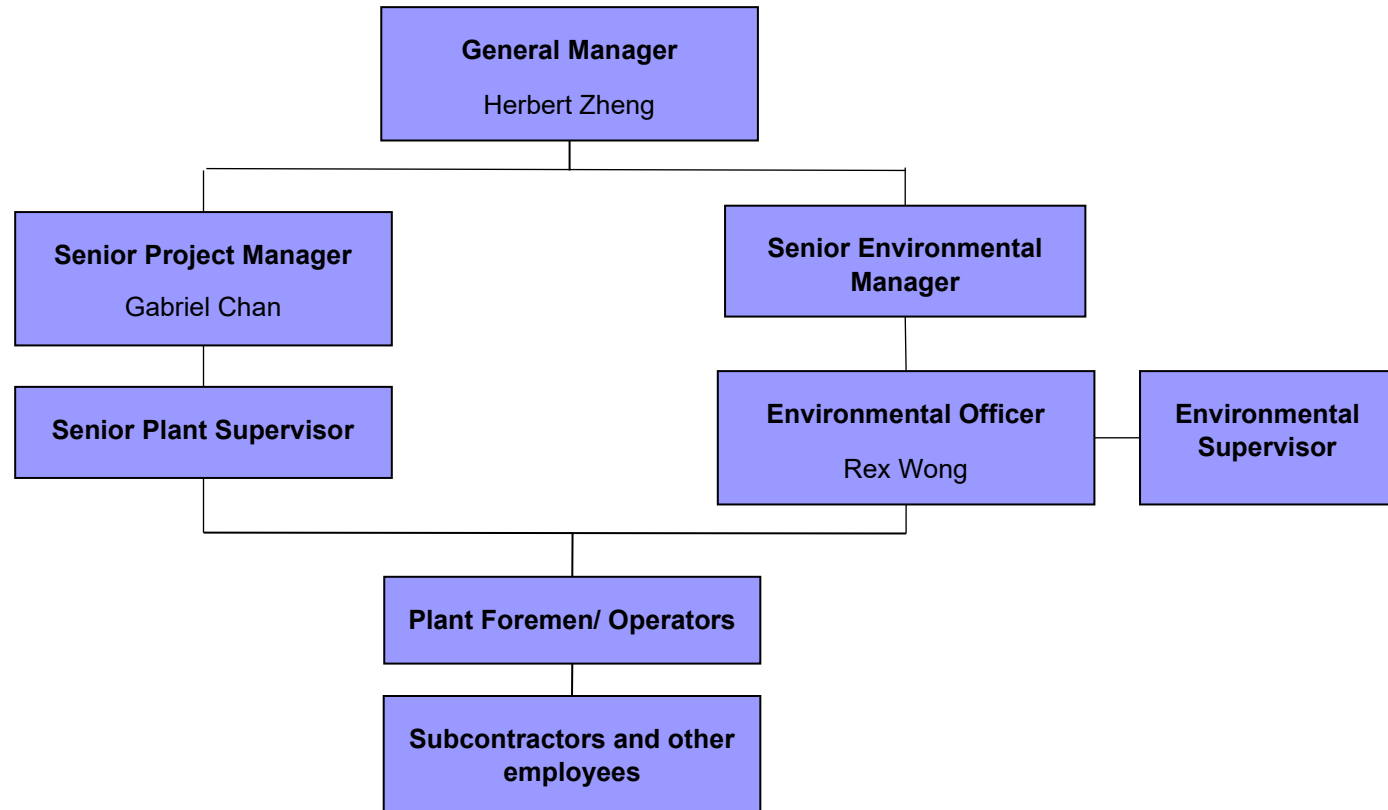 General Manager
Herbert Zheng
Senior Project Manager
Gabriel Chan
Senior Environmental
Manager
Senior Plant Supervisor
Environmental Officer
Rex Wong
Environmental
Supervisor
Plant Foremen/ Operators
Subcontractors and other
employees